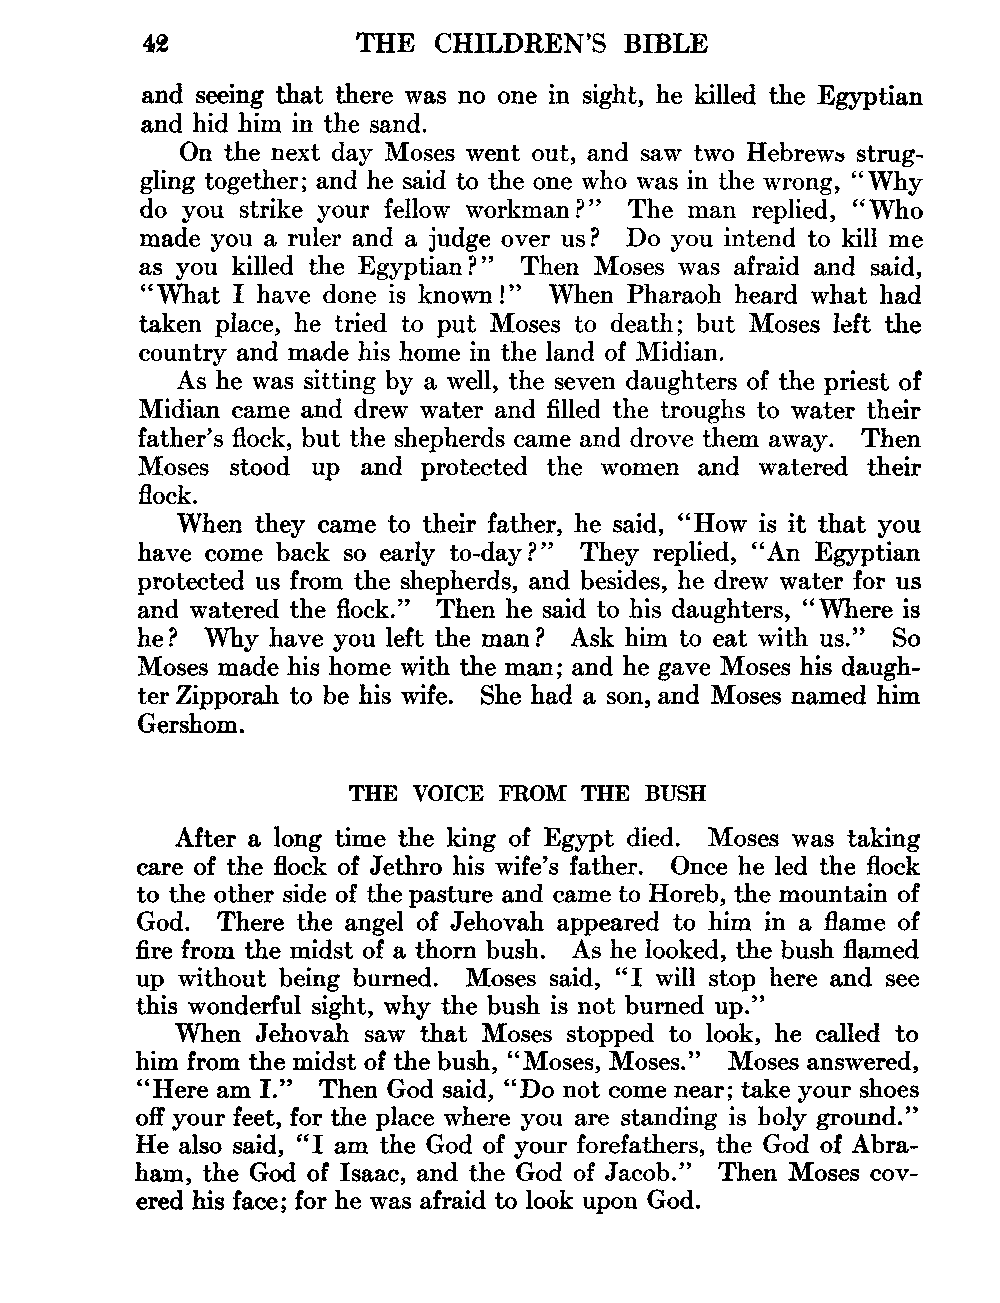 42 THE CHILDREN'S BIBLE
and seeing that there was no one in sight, he killed the Egyptian
and hid him in the sand.
On the next day Moses went out, and saw two Hebrews strug-
gling together; and he said to the one who was in the wrong, “Why
do you strike your fellow workman?” The man replied, “Who
made you a ruler and a judge over us? Do you intend to kill me
as you killed the Egyptian?” Then Moses was afraid and said,
“What I have done is known!” When Pharaoh heard what had
taken place, he tried to put Moses to death; but Moses left the
country and made his home in the land of Midian.
As he was sitting by a well, the seven daughters of the priest of
Midian came and drew water and filled the troughs to water their
father's flock, but the shepherds came and drove them away. Then
Moses stood up and protected the women and watered their
flock.
When they came to their father, he said, “How is it that you
have come back so early to-day?” They replied, “An Egyptian
protected us from the shepherds, and besides, he drew water for us
and watered the flock.” Then he said to his daughters, “Where is
he? Why have you left the man? Ask him to eat with us.” So
Moses made his home with the man; and he gave Moses his daugh-
ter Zipporah to be his wife. She had a son, and Moses named him
Gershom.
THE VOICE FROM THE BUSH
After a long time the king of Egypt died. Moses was taking
care of the flock of Jethro his wife's father. Once he led the flock
to the other side of the pasture and came to Horeb, the mountain of
God. There the angel of Jehovah appeared to him in a flame of
fire from the midst of a thorn bush. As he looked, the bush flamed
up without being burned. Moses said, “I will stop here and see
this wonderful sight, why the bush is not burned up.”
When Jehovah saw that Moses stopped to look, he called to
him from the midst of the bush, “Moses, Moses.” Moses answered,
“Here am I.” Then God said, “Do not come near; take your shoes
off your feet, for the place where you are standing is holy ground.”
He also said, “I am the God of your forefathers, the God of Abra-
ham, the God of Isaac, and the God of Jacob.” Then Moses cov-
ered his face; for he was afraid to look upon God.